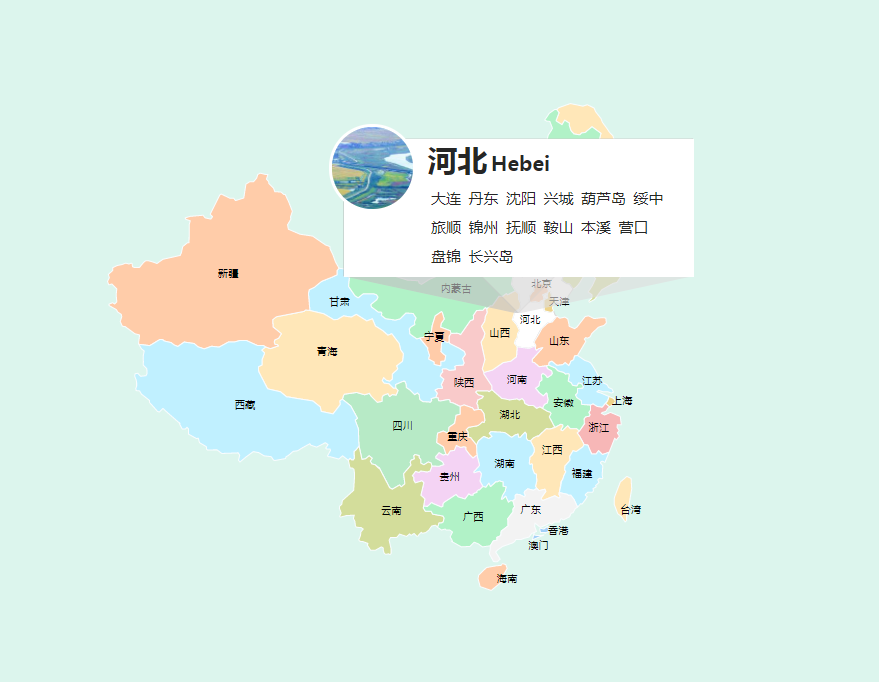 河北 Hebei
大连 丹东 沈阳 兴城 葫芦岛 绥中
旅顺 锦州 抚顺 鞍山 本溪 营口
盘锦 长兴岛
新疆
内蒙古
北京
天津
甘肃
河北
宁夏
山西
山东
青海
陕西
河南
江苏
西藏
安徽
上海
四川
湖北
浙江
重庆
江西
湖南
福建
贵州
云南
广西
广东
台湾
香港
澳门
海南